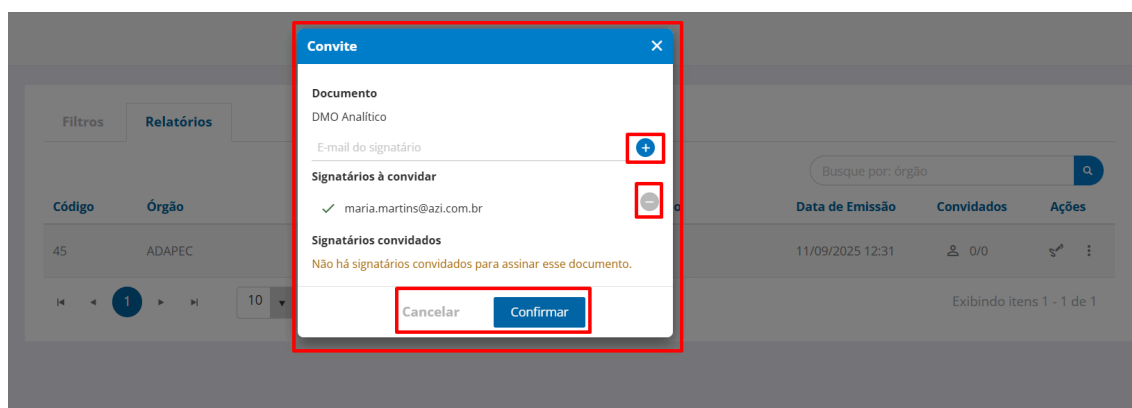 Convite
Documento
DMO Analítico
E-mail do signatário
Signatários à convidar
maria.martins@azi.com.br
Signatários convidados
Não há signatários convidados para assinar esse documento.
Cancelar Confirmar
Filtros Relatórios
Busque por: órgão
Código Órgão Data de Emissão Convidados Ações
45 ADAPEC 11/09/2025 12:31 0/0
1 10 Exibindo itens 1 - 1 de 1